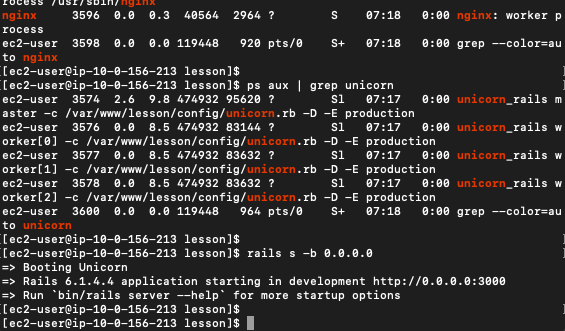 rocess /usr/sbin/nginx
nginx     3596  0.0  0.3  40564  2964 ?        S    07:18   0:00 nginx: worker p
rocess
ec2-user  3598  0.0  0.0 119448   920 pts/0    S+   07:18   0:00 grep --color=au
to nginx
[ec2-user@ip-10-0-156-213 lesson]$
[ec2-user@ip-10-0-156-213 lesson]$ ps aux | grep unicorn
ec2-user  3574  2.6  9.8 474932 95620 ?        Sl   07:17   0:00 unicorn_rails m
aster -c /var/www/lesson/config/unicorn.rb -D -E production
ec2-user  3576  0.0  8.5 474932 83144 ?        Sl   07:17   0:00 unicorn_rails w
orker[0] -c /var/www/lesson/config/unicorn.rb -D -E production
ec2-user  3577  0.0  8.5 474932 83632 ?        Sl   07:17   0:00 unicorn_rails w
orker[1] -c /var/www/lesson/config/unicorn.rb -D -E production
ec2-user  3578  0.0  8.5 474932 83632 ?        Sl   07:17   0:00 unicorn_rails w
orker[2] -c /var/www/lesson/config/unicorn.rb -D -E production
ec2-user  3600  0.0  0.0 119448   964 pts/0    S+   07:18   0:00 grep --color=au
to unicorn
[ec2-user@ip-10-0-156-213 lesson]$
[ec2-user@ip-10-0-156-213 lesson]$ rails s -b 0.0.0.0
=> Booting Unicorn
=> Rails 6.1.4.4 application starting in development http://0.0.0.0:3000
=> Run `bin/rails server --help` for more startup options
[ec2-user@ip-10-0-156-213 lesson]$
[ec2-user@ip-10-0-156-213 lesson]$